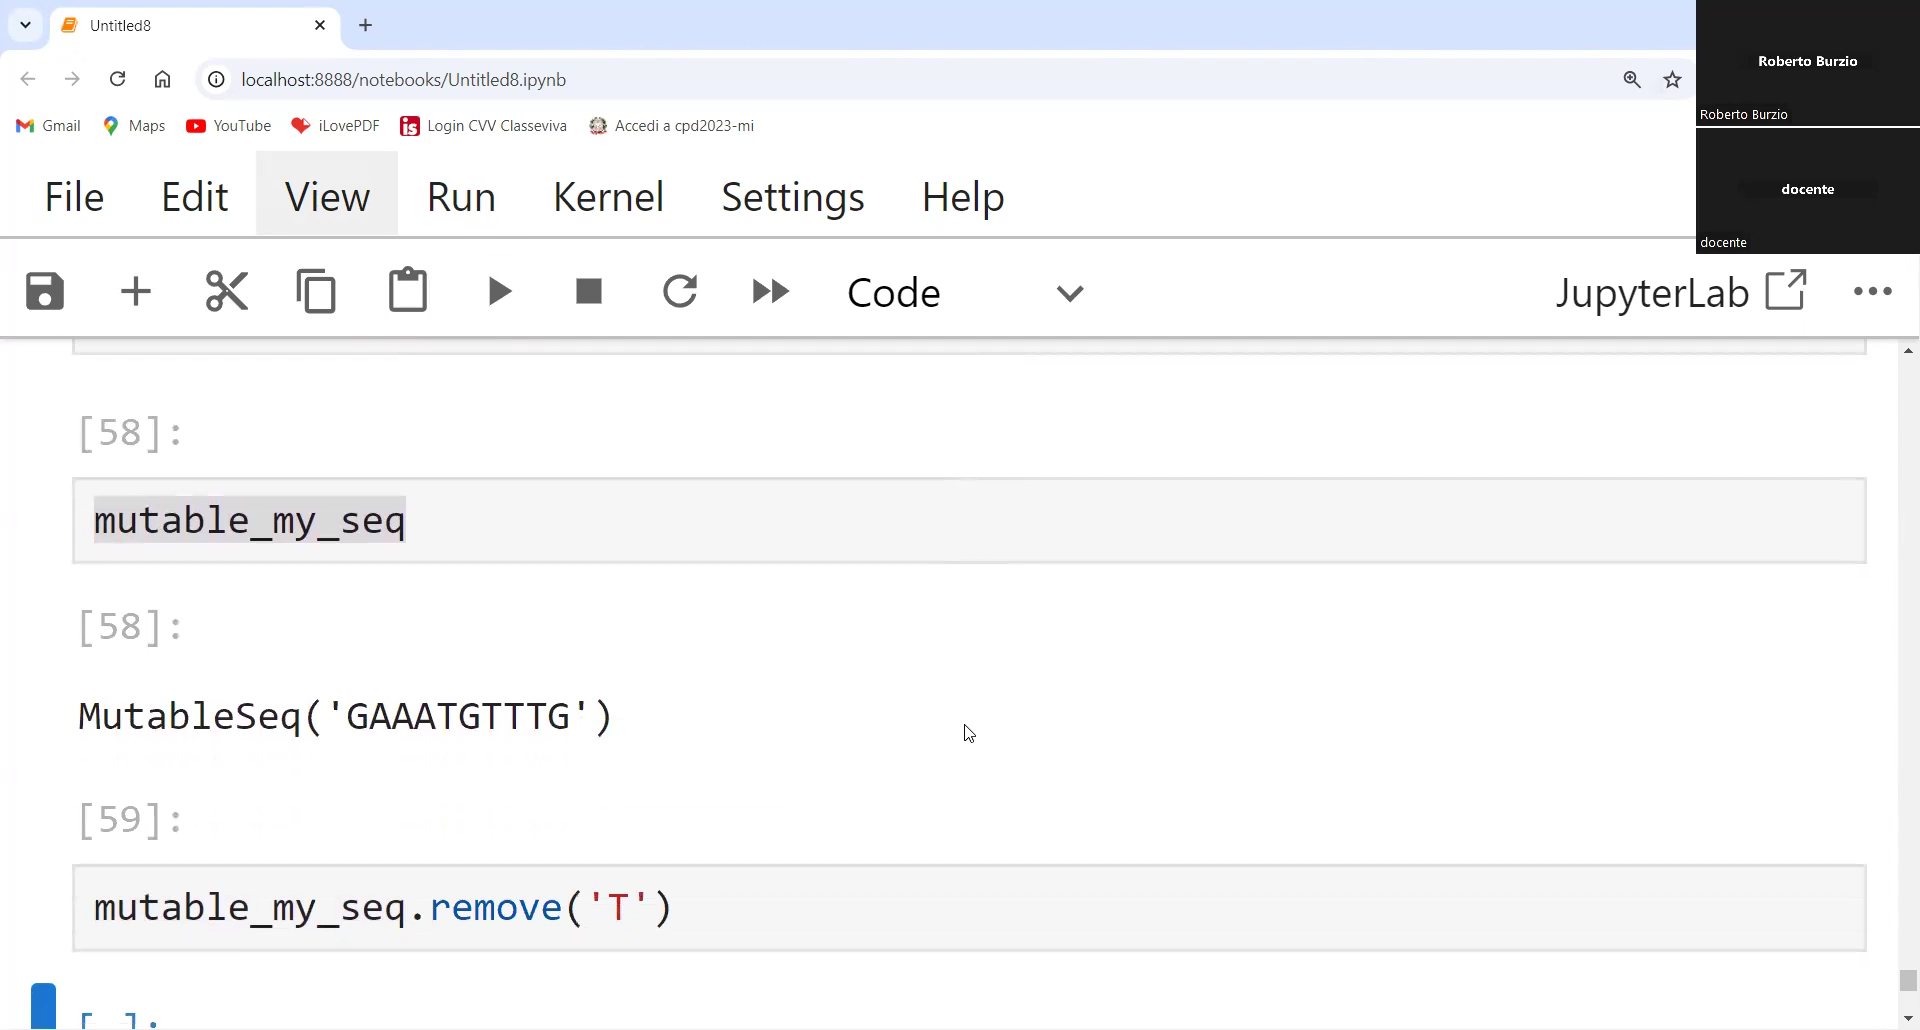 Untitled8
localhost:8888/notebooks/Untitled8.ipynb
Gmail Maps YouTube iLovePDF Login CVV Classeviva Accedi a cpd2023-mi
Roberto Burzio
Roberto Burzio
docente
docente
File Edit View Run Kernel Settings Help
Code JupyterLab
[58]:
mutable_my_seq
[58]:
MutableSeq('GAAATGTTTG')
[59]:
mutable_my_seq.remove('T')
[ ]: